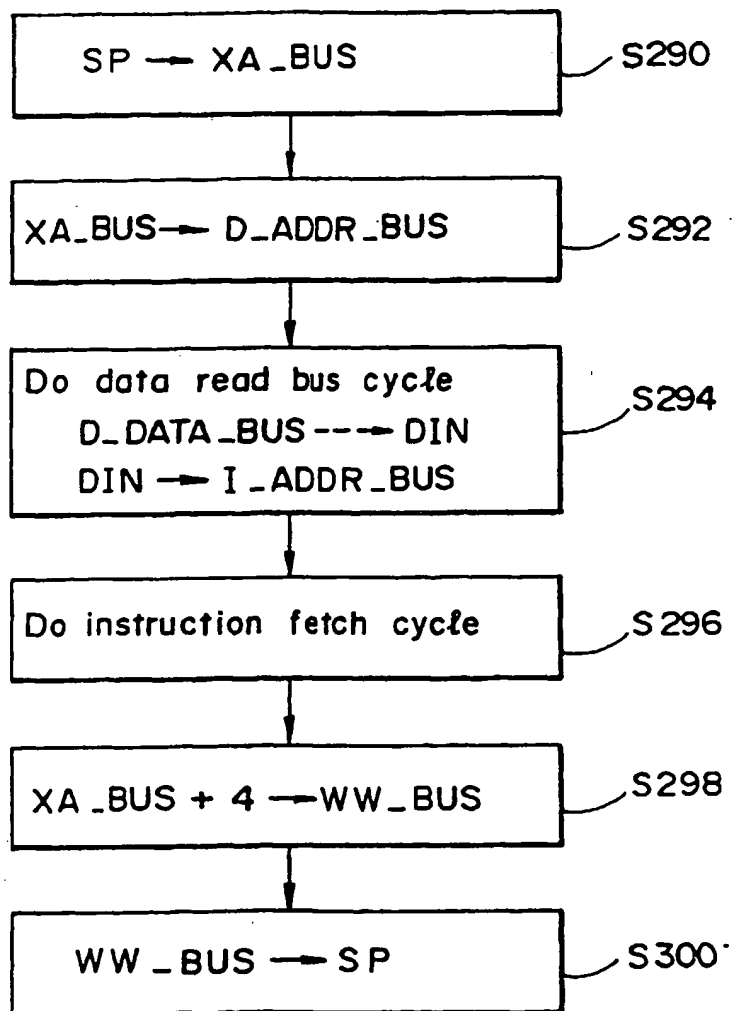 SP → XA_BUS
S290
XA_BUS → D_ADDR_BUS
S292
Do data read bus cycle
D_DATA_BUS ---→ DIN
DIN → I_ADDR_BUS
S294
Do instruction fetch cycle
S296
XA_BUS + 4 → WW_BUS
S298
WW_BUS → SP
S300